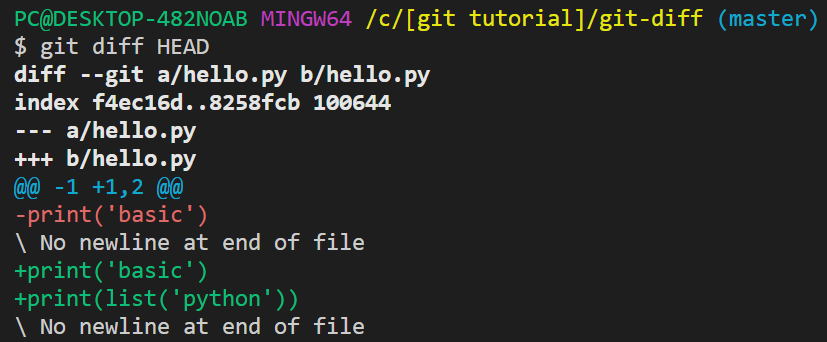 PC@DESKTOP-482NOAB MINGW64 /c/[git tutorial]/git-diff (master)
$ git diff HEAD
diff --git a/hello.py b/hello.py
index f4ec16d..8258fcb 100644
--- a/hello.py
+++ b/hello.py
@@ -1 +1,2 @@
-print('basic')
\ No newline at end of file
+print('basic')
+print(list('python'))
\ No newline at end of file